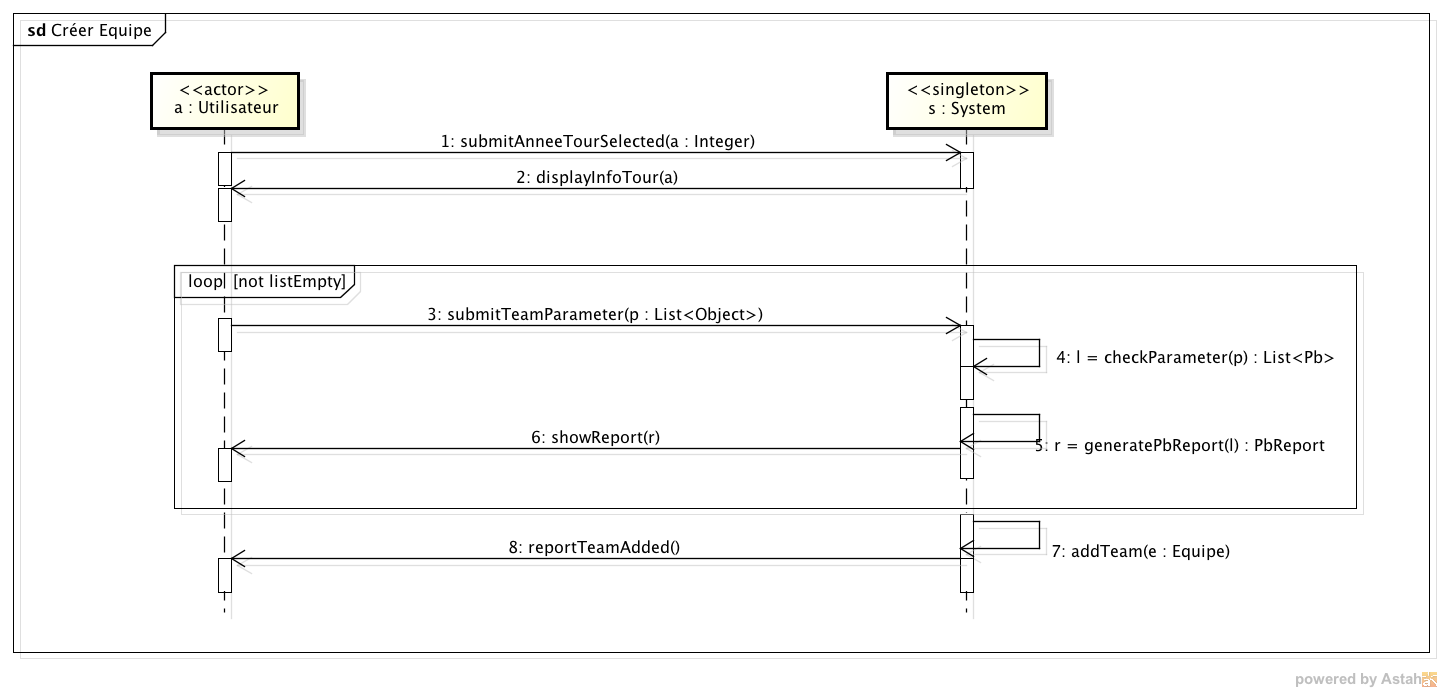 sd Créer Equipe
<<actor>>
a : Utilisateur
<<singleton>>
s : System
1: submitAnneeTourSelected(a : Integer)
2: displayInfoTour(a)
loop [not listEmpty]
3: submitTeamParameter(p : List<Object>)
4: l = checkParameter(p) : List<Pb>
6: showReport(r)
5: r = generatePbReport(l) : PbReport
8: reportTeamAdded()
7: addTeam(e : Equipe)
powered by Astah